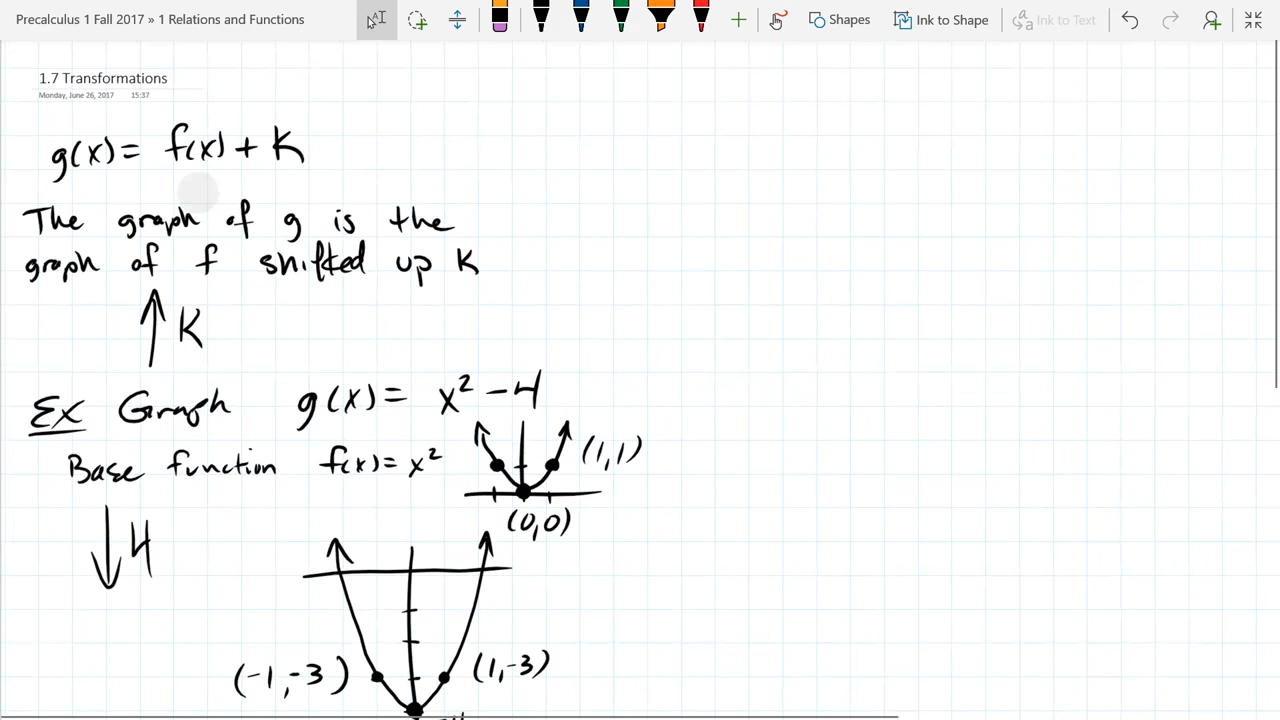 Precalculus 1 Fall 2017 » 1 Relations and Functions
Shapes
Ink to Shape
Ink to Text
1.7 Transformations
Monday, June 26, 2017 15:37
g(x) = f(x) + K
The graph of g is the
graph of f shifted up K
↑ K
Ex Graph g(x) = x² - 4
Base function f(x) = x² (1,1)
(0,0)
↓ 4
(-1,-3) (1,-3)